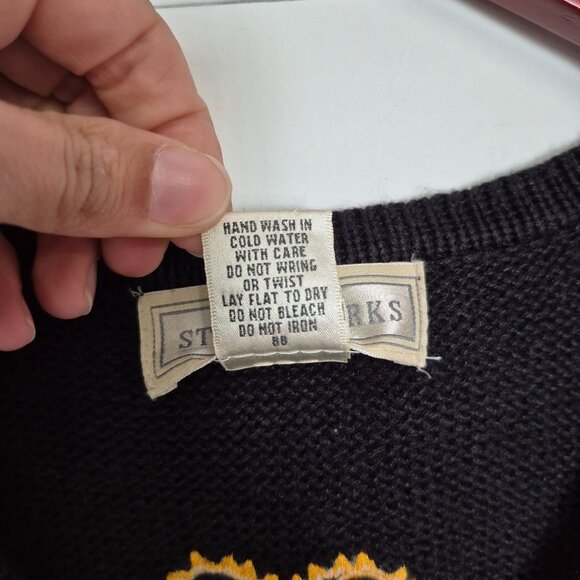 HAND WASH IN
COLD WATER
WITH CARE
DO NOT WRING
OR TWIST
LAY FLAT TO DRY
DO NOT BLEACH
DO NOT IRON
88
ST RKS